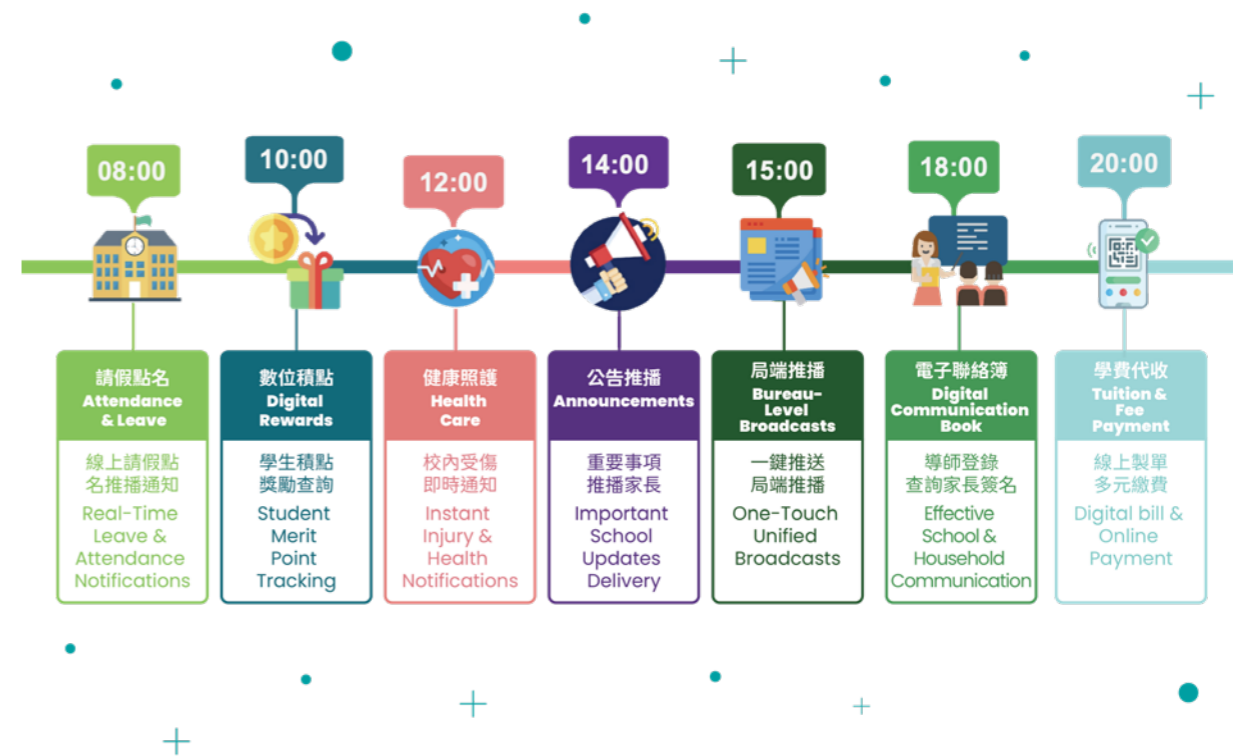 08:00
10:00
12:00
14:00
15:00
18:00
20:00
請假點名
Attendance
& Leave
線上請假點
名推播通知
Real-Time
Leave &
Attendance
Notifications
數位積點
Digital
Rewards
學生積點
獎勵查詢
Student
Merit
Point
Tracking
健康照護
Health
Care
校內受傷
即時通知
Instant
Injury &
Health
Notifications
公告推播
Announcements
重要事項
推播家長
Important
School
Updates
Delivery
局端推播
Bureau-
Level
Broadcasts
一鍵推送
局端推播
One-Touch
Unified
Broadcasts
電子聯絡簿
Digital
Communication
Book
導師登錄
查詢家長簽名
Effective
School &
Household
Communication
學費代收
Tuition &
Fee
Payment
線上製單
多元繳費
Digital bill &
Online
Payment